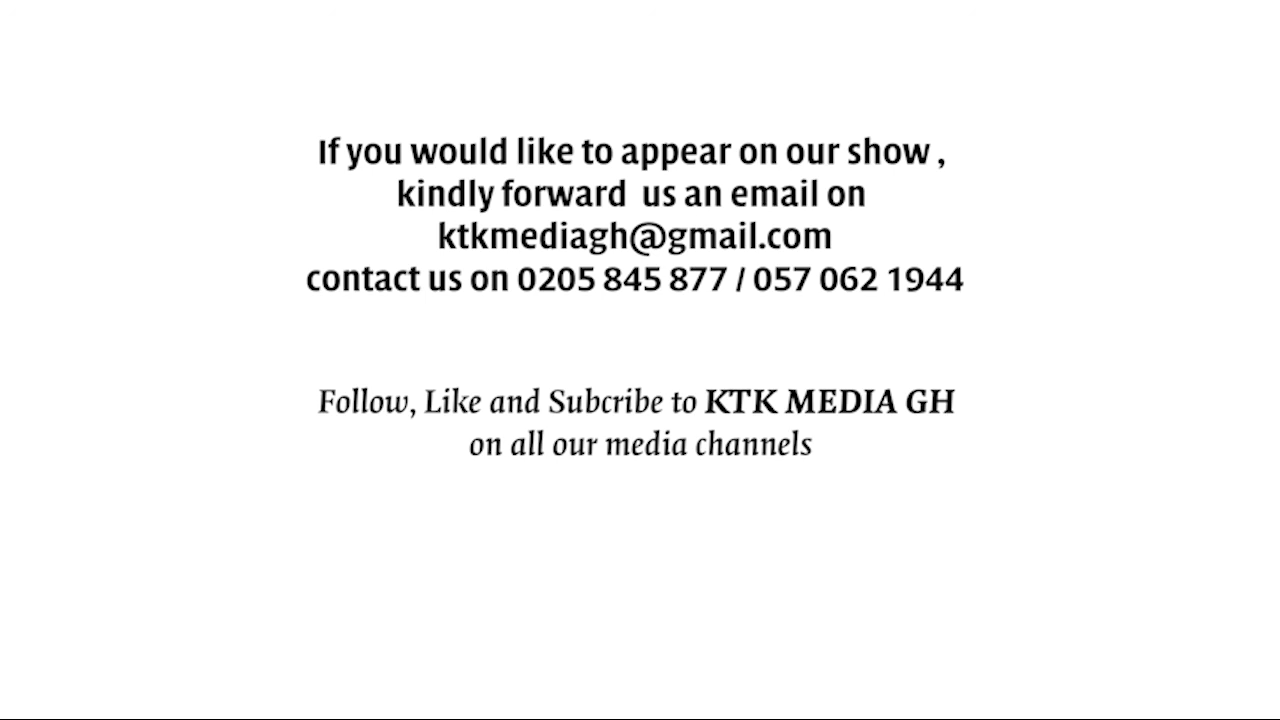 If you would like to appear on our show ,
kindly forward  us an email on
ktkmediagh@gmail.com
contact us on 0205 845 877 / 057 062 1944
Follow, Like and Subcribe to KTK MEDIA GH
on all our media channels